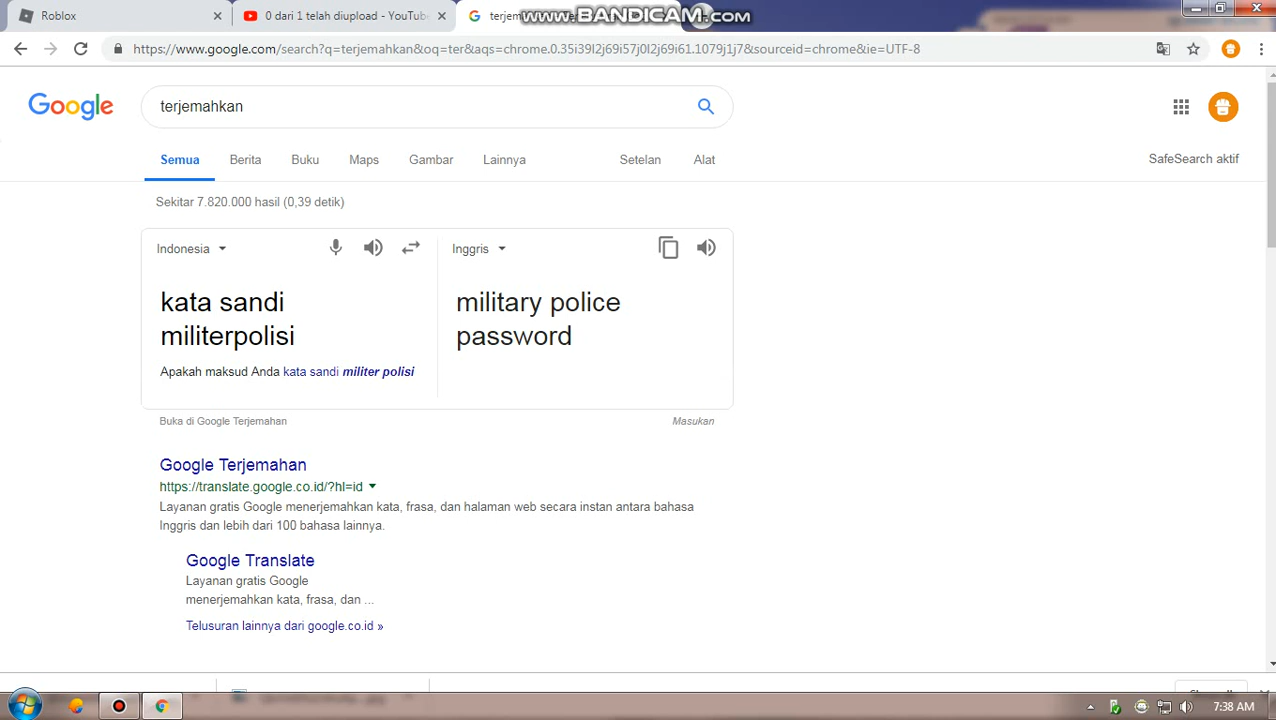 Roblox
0 dari 1 telah diupload - YouTube
terjem
www.BANDICAM.com
https://www.google.com/search?q=terjemahkan&oq=ter&aqs=chrome.0.35i39l2j69i57j0l2j69i61.1079j1j7&sourceid=chrome&ie=UTF-8
Google
terjemahkan
Semua Berita Buku Maps Gambar Lainnya Setelan Alat SafeSearch aktif
Sekitar 7.820.000 hasil (0,39 detik)
Indonesia Inggris
kata sandi
militerpolisi
Apakah maksud Anda kata sandi militer polisi
military police
password
Buka di Google Terjemahan Masukan
Google Terjemahan
https://translate.google.co.id/?hl=id
Layanan gratis Google menerjemahkan kata, frasa, dan halaman web secara instan antara bahasa
Inggris dan lebih dari 100 bahasa lainnya.
Google Translate
Layanan gratis Google
menerjemahkan kata, frasa, dan ...
Telusuran lainnya dari google.co.id »
7:38 AM